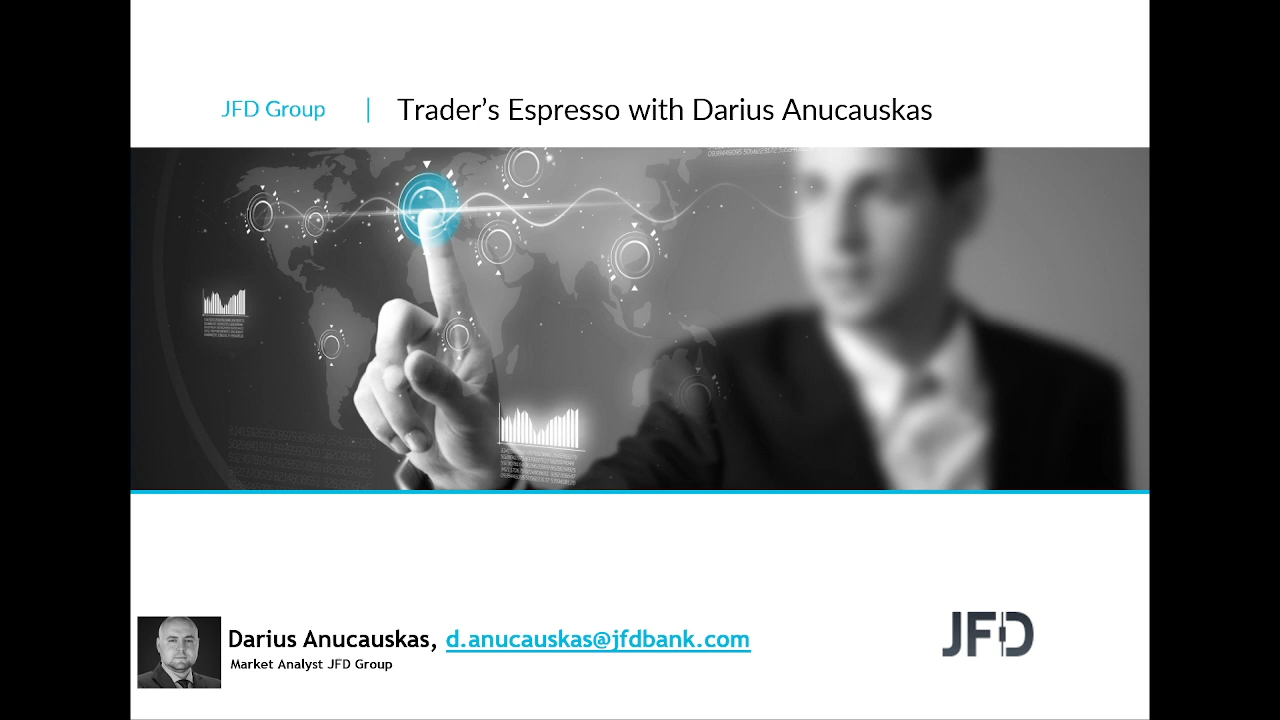 JFD Group | Trader's Espresso with Darius Anucauskas
Darius Anucauskas, d.anucauskas@jfdbank.com
Market Analyst JFD Group
JFD